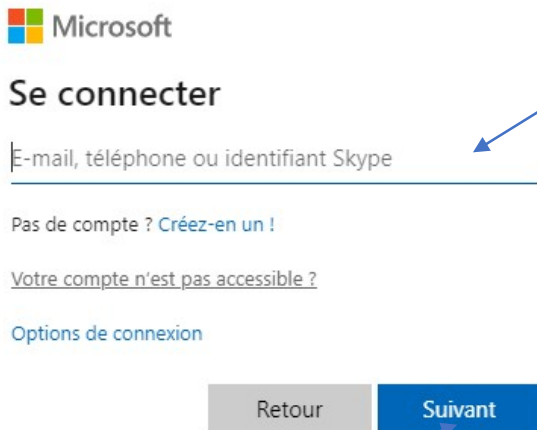 Microsoft
Se connecter
E-mail, téléphone ou identifiant Skype
Pas de compte ? Créez-en un !
Votre compte n'est pas accessible ?
Options de connexion
Retour Suivant